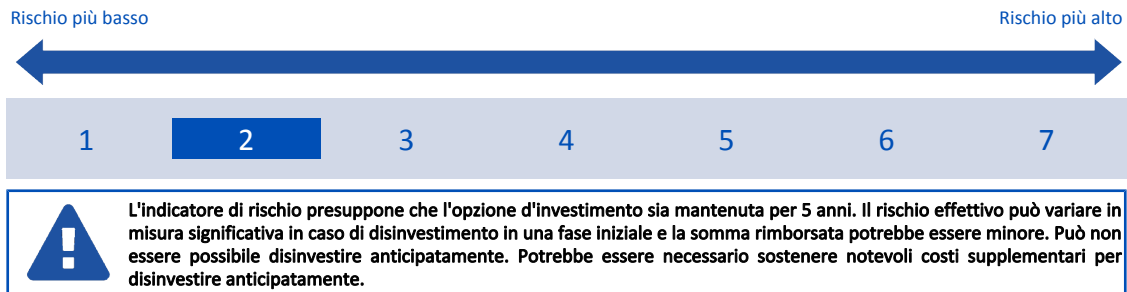 Rischio più basso Rischio più alto
1 2 3 4 5 6 7
L'indicatore di rischio presuppone che l'opzione d'investimento sia mantenuta per 5 anni. Il rischio effettivo può variare in
misura significativa in caso di disinvestimento in una fase iniziale e la somma rimborsata potrebbe essere minore. Può non
essere possibile disinvestire anticipatamente. Potrebbe essere necessario sostenere notevoli costi supplementari per
disinvestire anticipatamente.